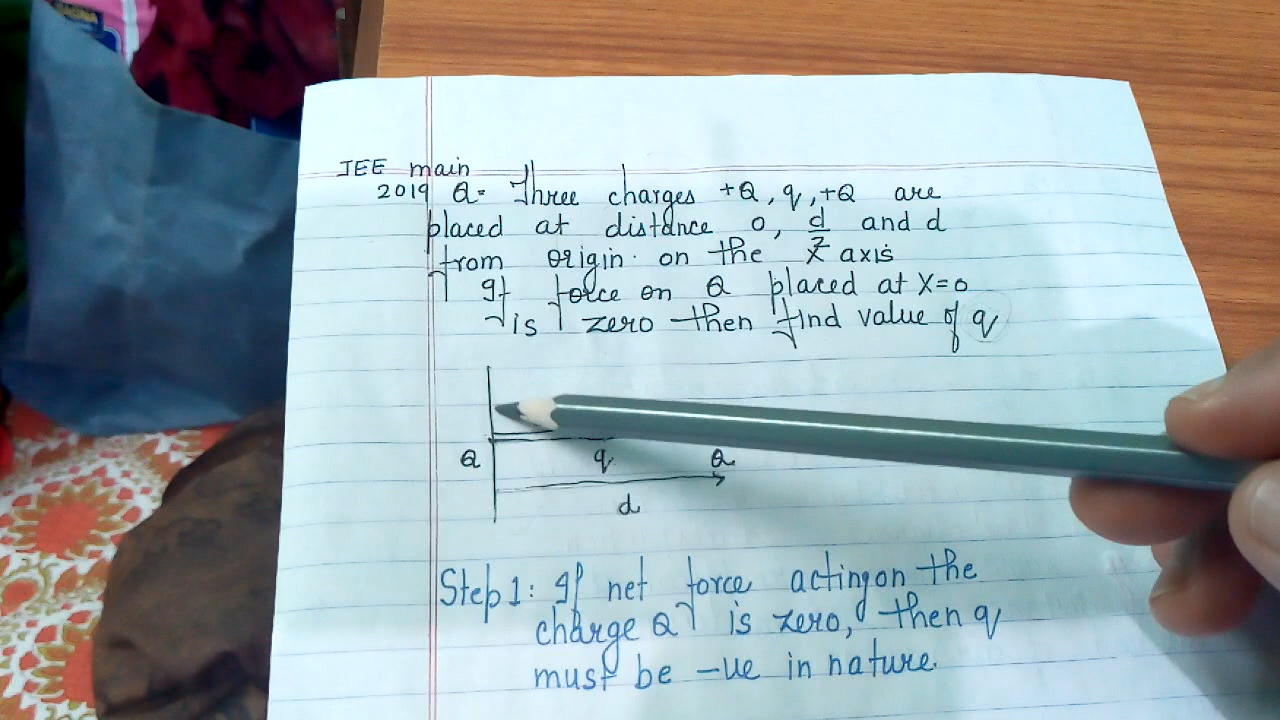 JEE main
2019 Q= Three charges +Q, q, +Q are
placed at distance 0, d/2 and d
from origin. on the X axis
If force on Q placed at X=0
is zero then find value of q
Q q Q
d
Step 1: If net force acting on the
charge Q is zero, then q
must be -ve in nature.